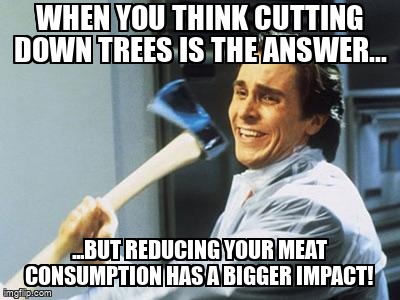 WHEN YOU THINK CUTTING
DOWN TREES IS THE ANSWER...
...BUT REDUCING YOUR MEAT
CONSUMPTION HAS A BIGGER IMPACT!
imgflip.com